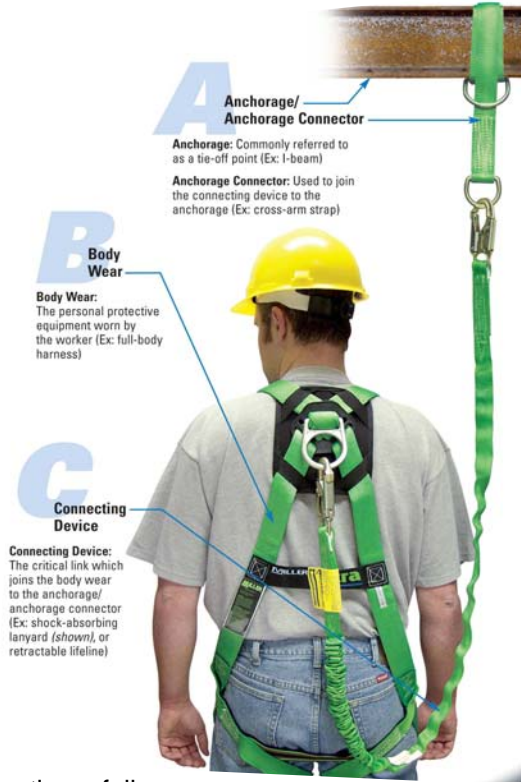 A
Anchorage/
Anchorage Connector
Anchorage: Commonly referred to
as a tie-off point (Ex: I-beam)
Anchorage Connector: Used to join
the connecting device to the
anchorage (Ex: cross-arm strap)
B
Body
Wear
Body Wear:
The personal protective
equipment worn by
the worker (Ex: full-body
harness)
C
Connecting
Device
Connecting Device:
The critical link which
joins the body wear
to the anchorage/
anchorage connector
(Ex: shock-absorbing
lanyard (shown), or
retractable lifeline)
MILLER